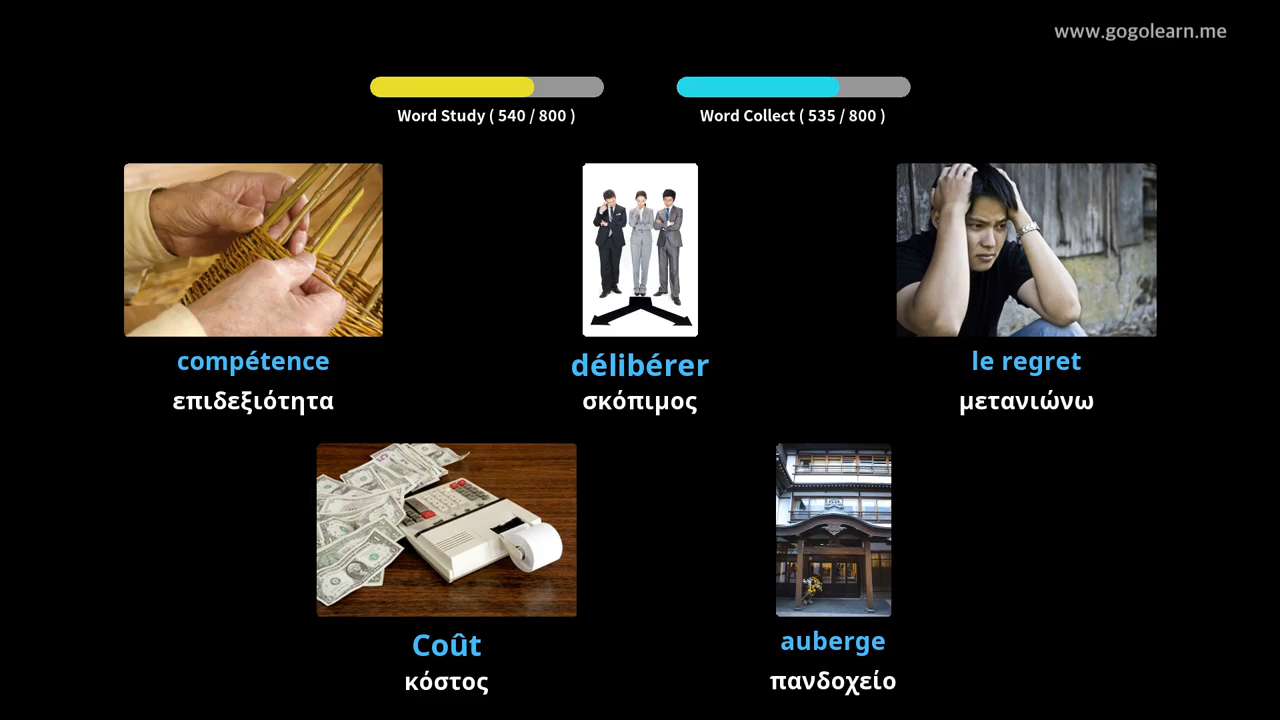 www.gogolearn.me
Word Study ( 540 / 800 )
Word Collect ( 535 / 800 )
compétence
επιδεξιότητα
délibérer
σκόπιμος
le regret
μετανιώνω
Coût
κόστος
auberge
πανδοχείο